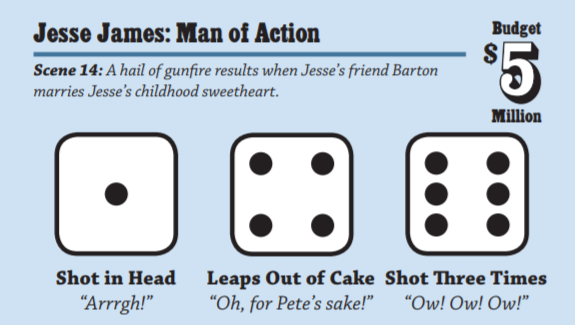 Jesse James: Man of Action
Budget
$5
Million
Scene 14: A hail of gunfire results when Jesse's friend Barton
marries Jesse's childhood sweetheart.
Shot in Head
"Arrrgh!"
Leaps Out of Cake
"Oh, for Pete's sake!"
Shot Three Times
"Ow! Ow! Ow!"